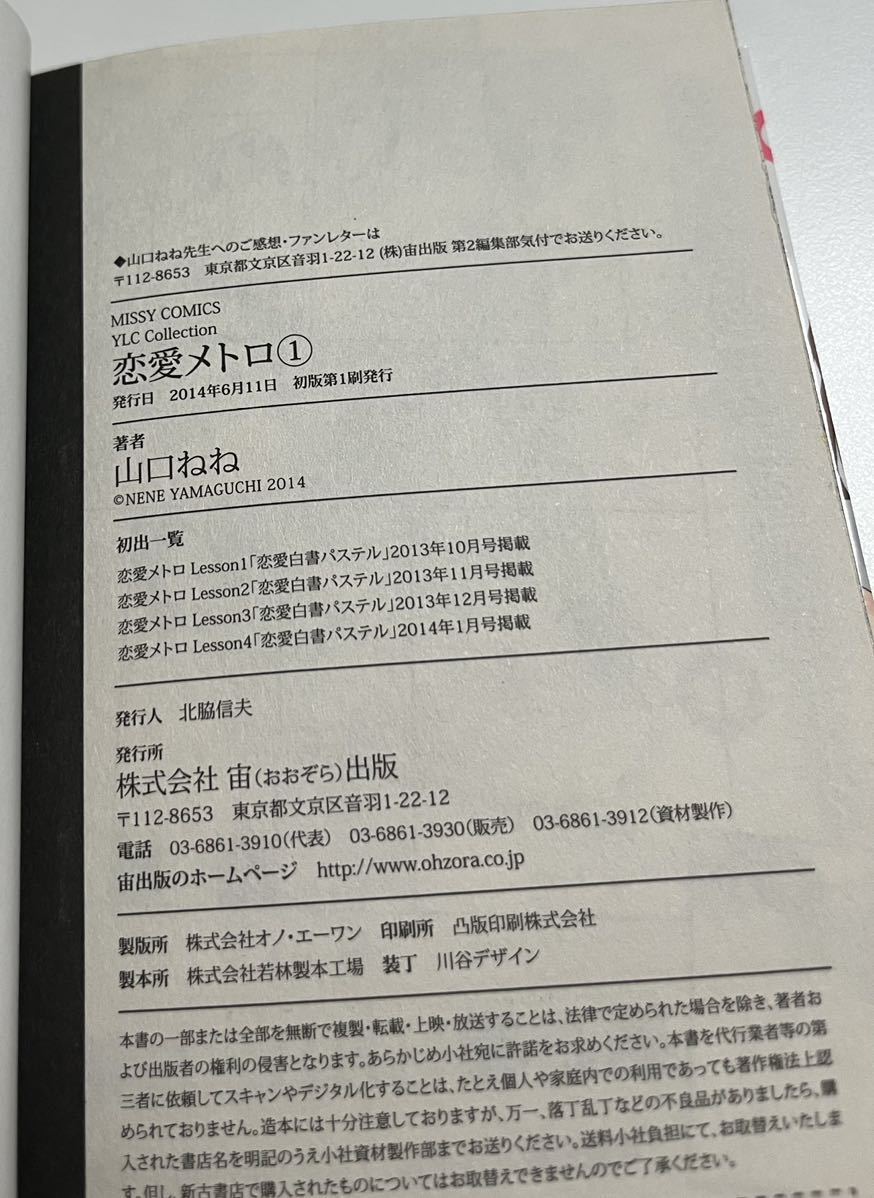 ◆山口ねね先生へのご感想・ファンレターは
〒112-8653　東京都文京区音羽1-22-12 (株)宙出版 第2編集部気付でお送りください。
MISSY COMICS
YLC Collection
恋愛メトロ①
発行日　2014年6月11日　初版第1刷発行
著者
山口ねね
©NENE YAMAGUCHI 2014
初出一覧
恋愛メトロ Lesson1「恋愛白書パステル」2013年10月号掲載
恋愛メトロ Lesson2「恋愛白書パステル」2013年11月号掲載
恋愛メトロ Lesson3「恋愛白書パステル」2013年12月号掲載
恋愛メトロ Lesson4「恋愛白書パステル」2014年1月号掲載
発行人　北脇信夫
発行所
株式会社 宙(おおぞら)出版
〒112-8653　東京都文京区音羽1-22-12
電話　03-6861-3910(代表)　03-6861-3930(販売)　03-6861-3912(資材製作)
宙出版のホームページ　http://www.ohzora.co.jp
製版所　株式会社オノ・エーワン　印刷所　凸版印刷株式会社
製本所　株式会社若林製本工場　装丁　川谷デザイン
本書の一部または全部を無断で複製・転載・上映・放送することは、法律で定められた場合を除き、著者お
よび出版者の権利の侵害となります。あらかじめ小社宛に許諾をお求めください。本書を代行業者等の第
三者に依頼してスキャンやデジタル化することは、たとえ個人や家庭内での利用であっても著作権法上認
められておりません。造本には十分注意しておりますが、万一、落丁乱丁などの不良品がありましたら、購
入された書店名を明記のうえ小社資材製作部までお送りください。送料小社負担にて、お取替えいたしま
す。但し、新古書店で購入されたものについてはお取替えできませんのでご了承ください。